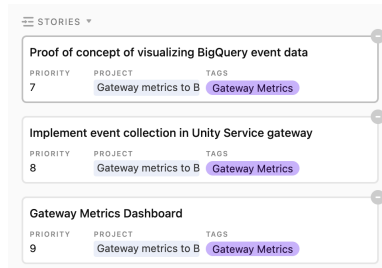 STORIES
Proof of concept of visualizing BigQuery event data
PRIORITY PROJECT TAGS
7 Gateway metrics to B Gateway Metrics
Implement event collection in Unity Service gateway
PRIORITY PROJECT TAGS
8 Gateway metrics to B Gateway Metrics
Gateway Metrics Dashboard
PRIORITY PROJECT TAGS
9 Gateway metrics to B Gateway Metrics